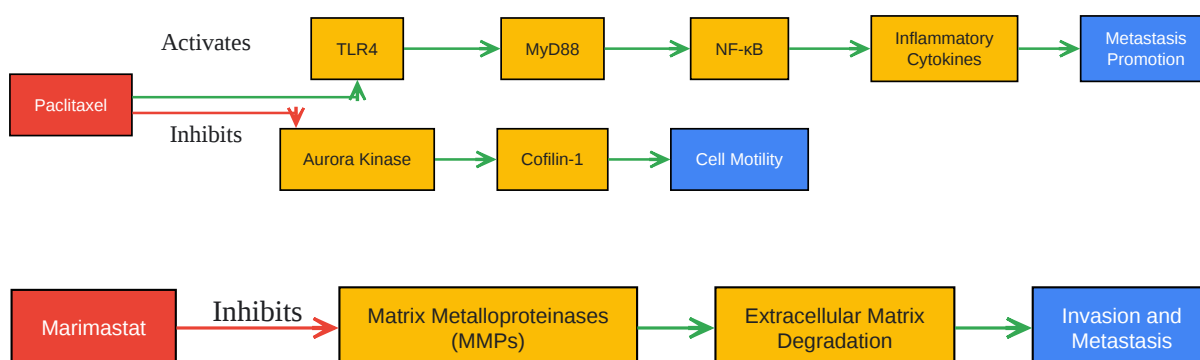 Activates
TLR4
MyD88
NF-κB
Inflammatory
Cytokines
Metastasis
Promotion
Paclitaxel
Inhibits
Aurora Kinase
Cofilin-1
Cell Motility
Marimastat
Inhibits
Matrix Metalloproteinases
(MMPs)
Extracellular Matrix
Degradation
Invasion and
Metastasis